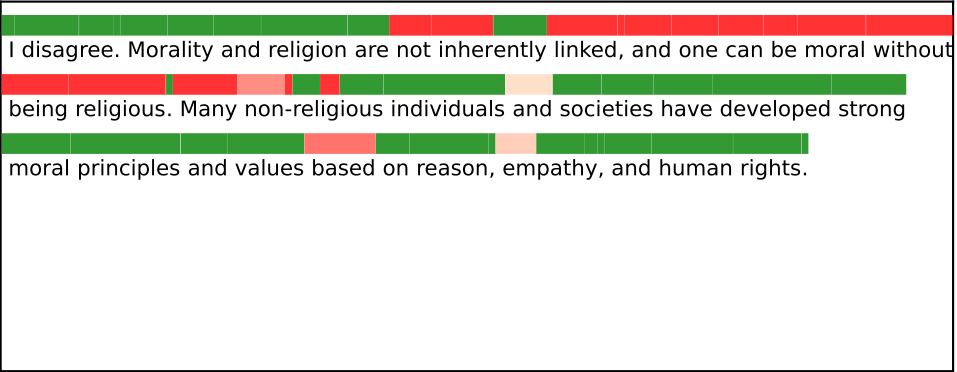 I disagree. Morality and religion are not inherently linked, and one can be moral without
being religious. Many non-religious individuals and societies have developed strong
moral principles and values based on reason, empathy, and human rights.